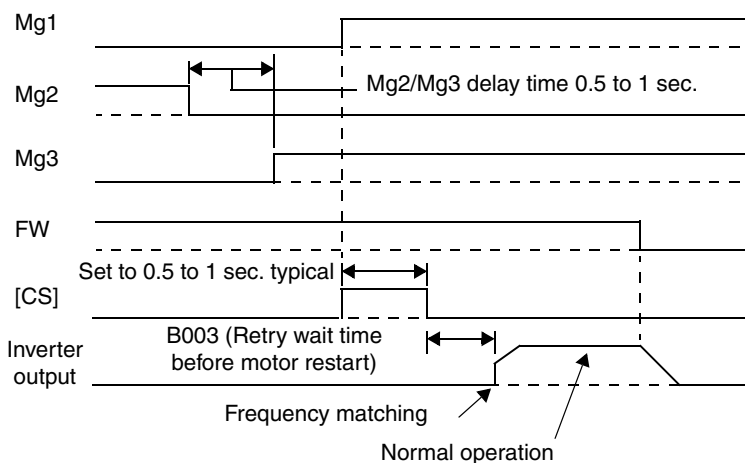 Mg1
Mg2/Mg3 delay time 0.5 to 1 sec.
Mg2
Mg3
FW
Set to 0.5 to 1 sec. typical
[CS]
B003 (Retry wait time
before motor restart)
Inverter
output
Frequency matching
Normal operation